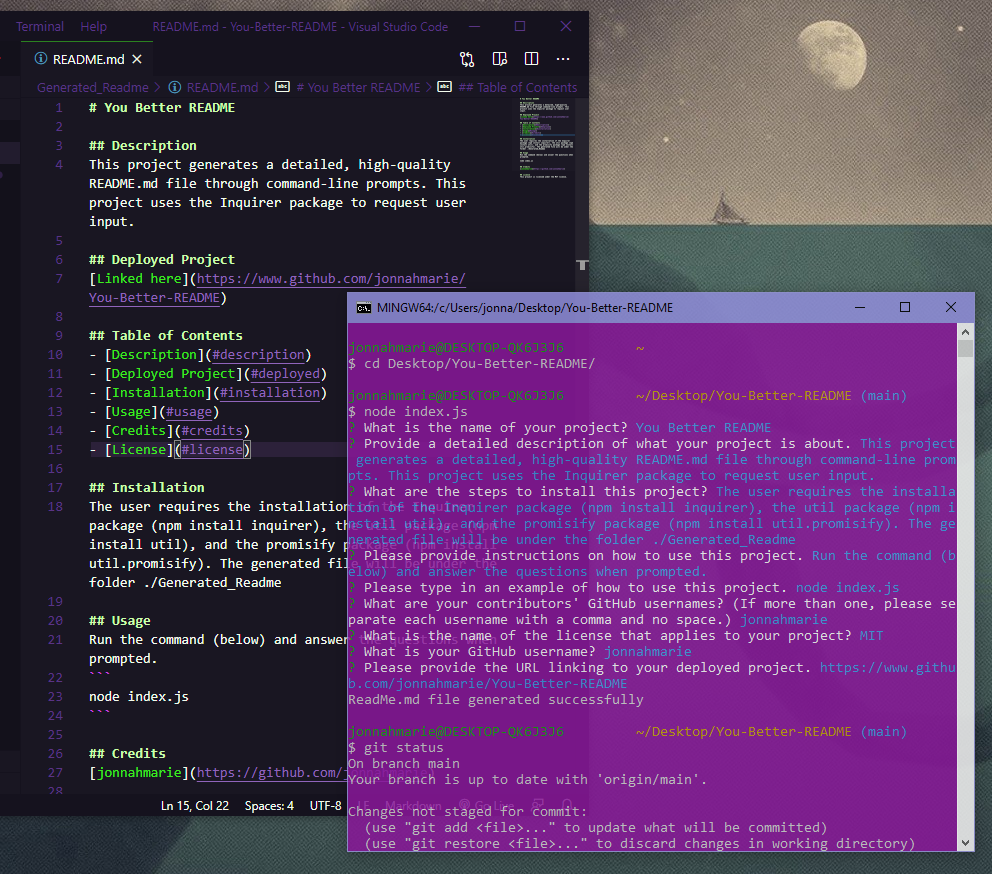 Terminal Help README.md - You-Better-README - Visual Studio Code
README.md
Generated_Readme > README.md > # You Better README > ## Table of Contents
1 # You Better README
2
3 ## Description
4 This project generates a detailed, high-quality
README.md file through command-line prompts. This
project uses the Inquirer package to request user
input.
5
6 ## Deployed Project
7 [Linked here](https://www.github.com/jonnahmarie/
You-Better-README)
8
9 ## Table of Contents
10 - [Description](#description)
11 - [Deployed Project](#deployed)
12 - [Installation](#installation)
13 - [Usage](#usage)
14 - [Credits](#credits)
15 - [License](#license)
16
17 ## Installation
18 The user requires the installation of the Inquirer
package (npm install inquirer), the util package (npm
install util), and the promisify package (npm install
util.promisify). The generated file will be under the
folder ./Generated_Readme
19
20 ## Usage
21 Run the command (below) and answer the questions when
prompted.
22 ```
23 node index.js
24 ```
25
26 ## Credits
27 [jonnahmarie](https://github.com/j
28
Ln 15, Col 22 Spaces: 4 UTF-8 LF Markdown Go Live
MINGW64:/c/Users/jonna/Desktop/You-Better-README
jonnahmarie@DESKTOP-QK6J3J6 ~
$ cd Desktop/You-Better-README/
jonnahmarie@DESKTOP-QK6J3J6 ~/Desktop/You-Better-README (main)
$ node index.js
? What is the name of your project? You Better README
? Provide a detailed description of what your project is about. This project
generates a detailed, high-quality README.md file through command-line prom
pts. This project uses the Inquirer package to request user input.
? What are the steps to install this project? The user requires the installa
tion of the Inquirer package (npm install inquirer), the util package (npm i
nstall util), and the promisify package (npm install util.promisify). The ge
nerated file will be under the folder ./Generated_Readme
? Please provide instructions on how to use this project. Run the command (b
elow) and answer the questions when prompted.
? Please type in an example of how to use this project. node index.js
? What are your contributors' GitHub usernames? (If more than one, please se
parate each username with a comma and no space.) jonnahmarie
? What is the name of the license that applies to your project? MIT
? What is your GitHub username? jonnahmarie
? Please provide the URL linking to your deployed project. https://www.githu
b.com/jonnahmarie/You-Better-README
ReadMe.md file generated successfully
jonnahmarie@DESKTOP-QK6J3J6 ~/Desktop/You-Better-README (main)
$ git status
On branch main
Your branch is up to date with 'origin/main'.
Changes not staged for commit:
(use "git add <file>..." to update what will be committed)
(use "git restore <file>..." to discard changes in working directory)